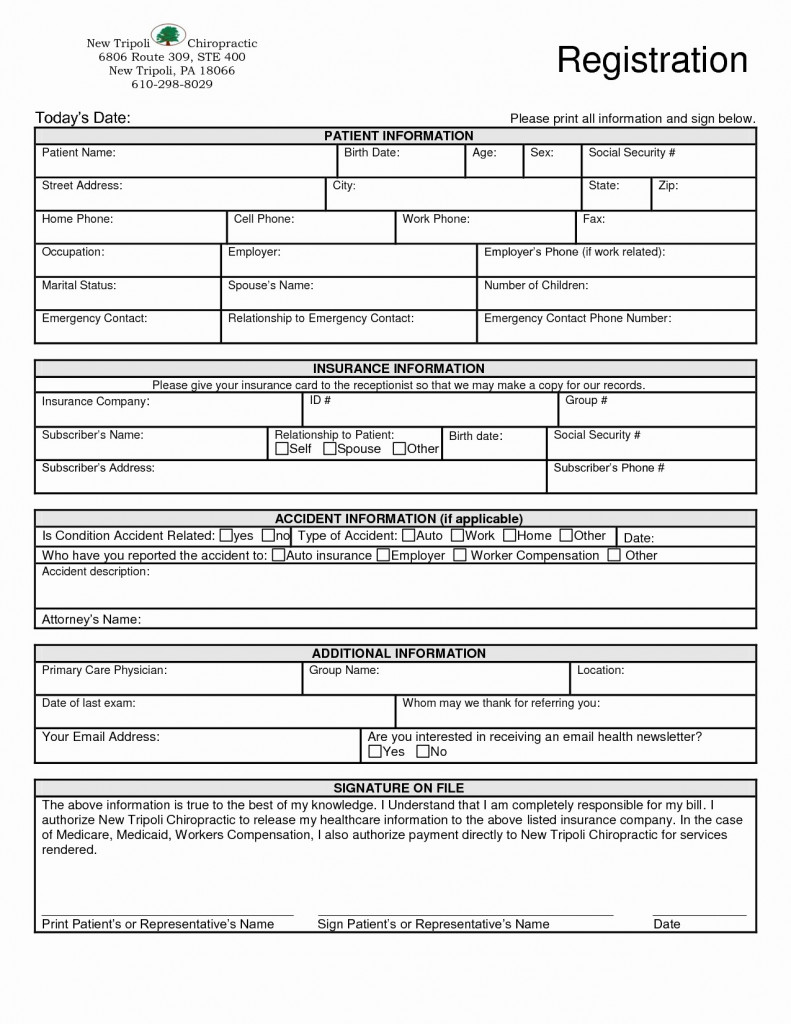 New Tripoli Chiropractic
6806 Route 309, STE 400
New Tripoli, PA 18066
610-298-8029
Registration
Today's Date:
Please print all information and sign below.
PATIENT INFORMATION
Patient Name: Birth Date: Age: Sex: Social Security #
Street Address: City: State: Zip:
Home Phone: Cell Phone: Work Phone: Fax:
Occupation: Employer: Employer's Phone (if work related):
Marital Status: Spouse's Name: Number of Children:
Emergency Contact: Relationship to Emergency Contact: Emergency Contact Phone Number:
INSURANCE INFORMATION
Please give your insurance card to the receptionist so that we may make a copy for our records.
Insurance Company: ID # Group #
Subscriber's Name: Relationship to Patient: Birth date: Social Security #
Self Spouse Other
Subscriber's Address: Subscriber's Phone #
ACCIDENT INFORMATION (if applicable)
Is Condition Accident Related: yes no Type of Accident: Auto Work Home Other Date:
Who have you reported the accident to: Auto insurance Employer Worker Compensation Other
Accident description:
Attorney's Name:
ADDITIONAL INFORMATION
Primary Care Physician: Group Name: Location:
Date of last exam: Whom may we thank for referring you:
Your Email Address: Are you interested in receiving an email health newsletter?
Yes No
SIGNATURE ON FILE
The above information is true to the best of my knowledge. I Understand that I am completely responsible for my bill. I
authorize New Tripoli Chiropractic to release my healthcare information to the above listed insurance company. In the case
of Medicare, Medicaid, Workers Compensation, I also authorize payment directly to New Tripoli Chiropractic for services
rendered.
Print Patient's or Representative's Name Sign Patient's or Representative's Name Date